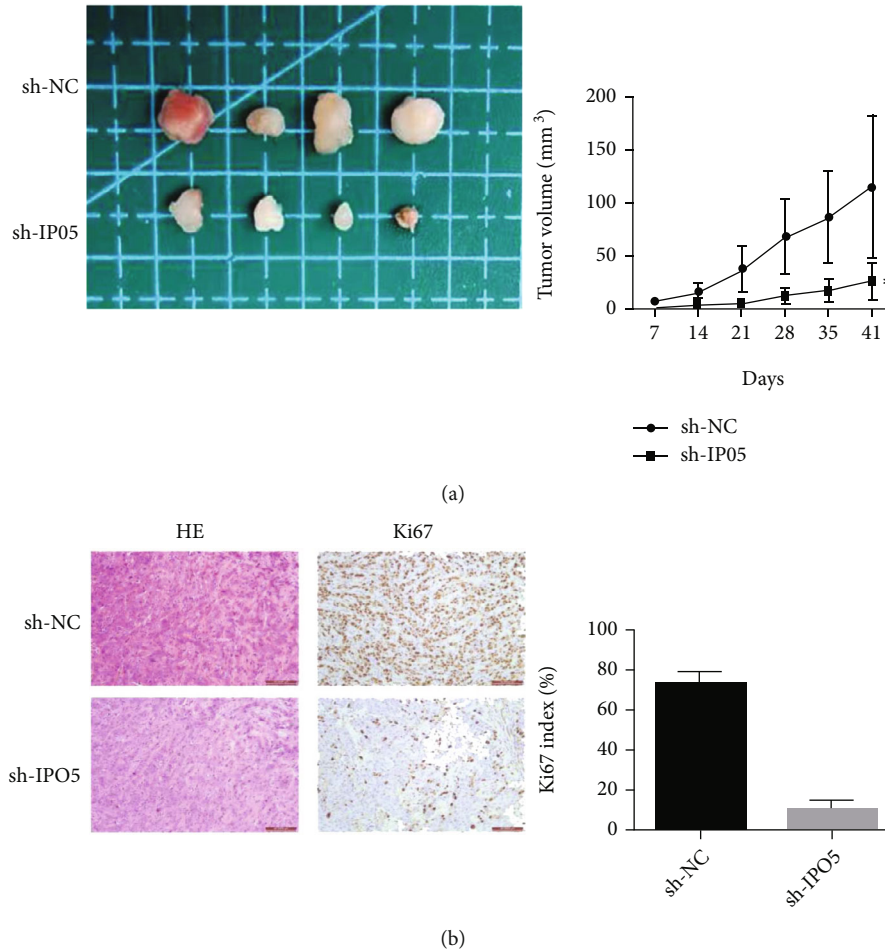 sh-NC
sh-IP05
Tumor volume (mm3)
200
150
100
50
0
7 14 21 28 35 41
Days
sh-NC
sh-IP05
*
(a)
HE Ki67
sh-NC
sh-IPO5
Ki67 index (%)
100
80
60
40
20
0
sh-NC
sh-IPO5
(b)